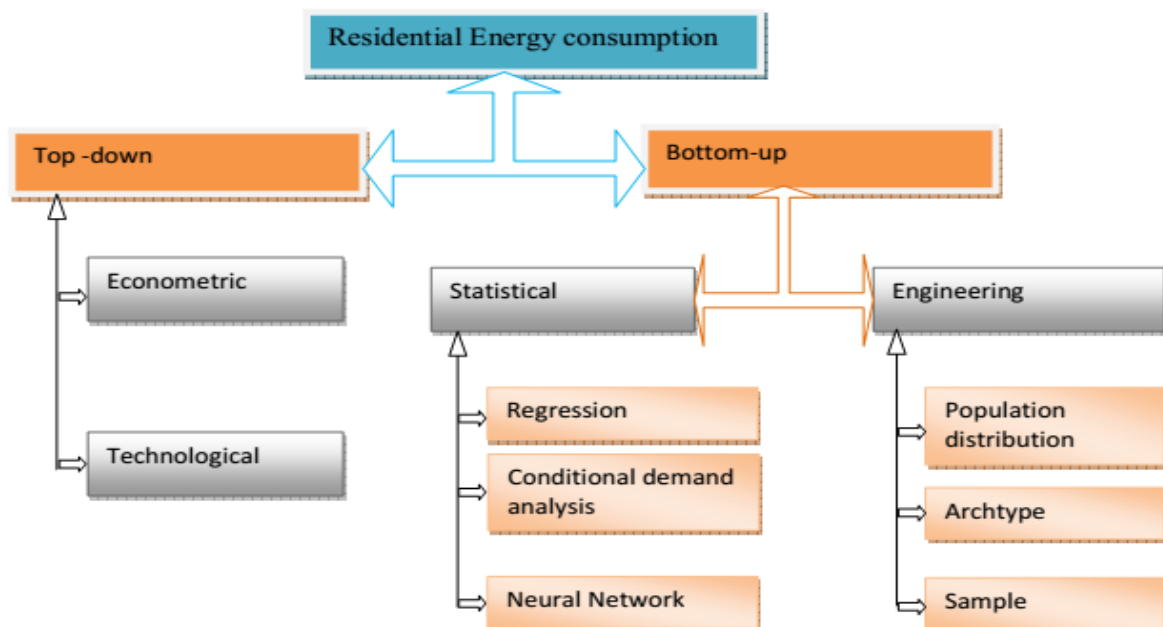 Residential Energy consumption
Top -down
Bottom-up
Econometric
Technological
Statistical
Regression
Conditional demand
analysis
Neural Network
Engineering
Population
distribution
Archtype
Sample